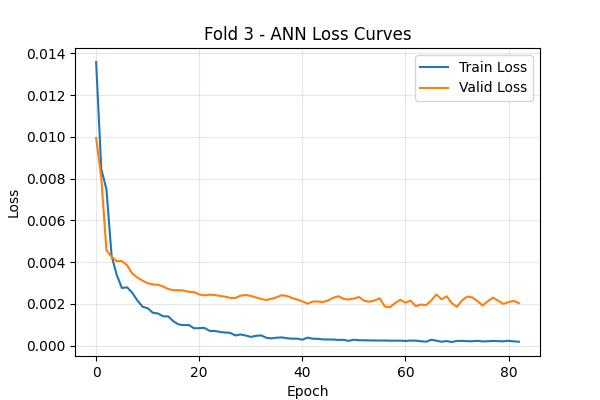 Fold 3 - ANN Loss Curves
Train Loss
Valid Loss
Loss
0.014
0.012
0.010
0.008
0.006
0.004
0.002
0.000
0 20 40 60 80
Epoch